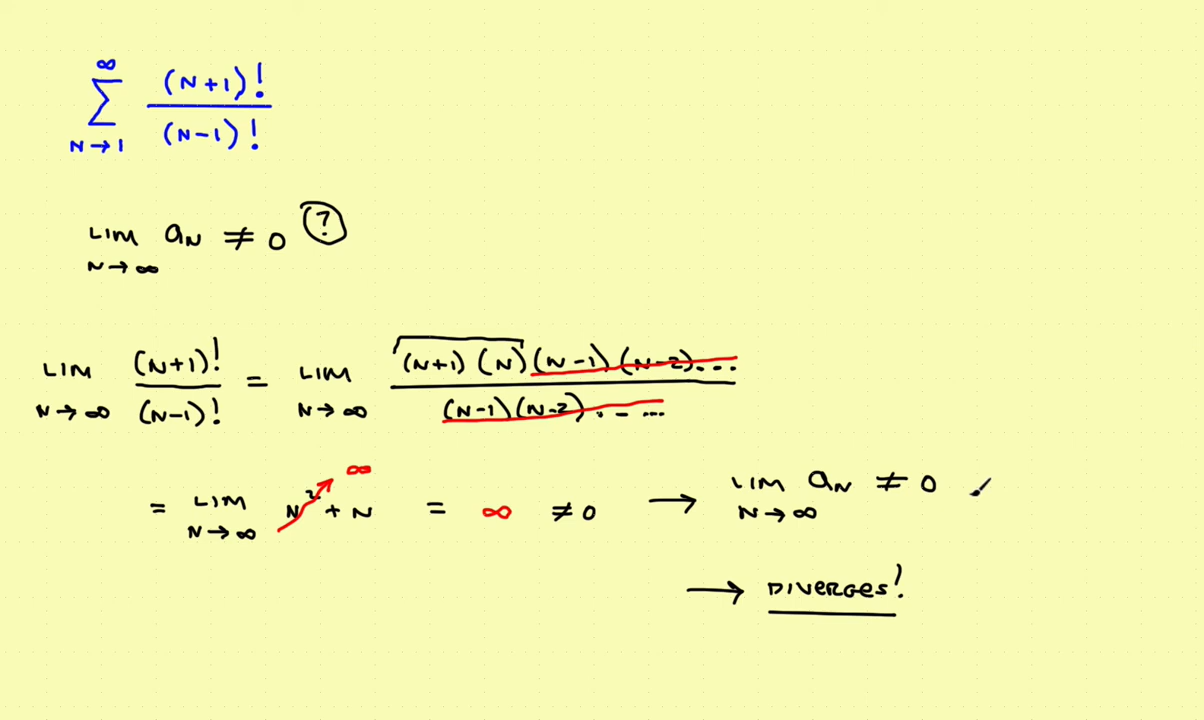 ∑_{N→1}^{∞} (N+1)! / (N-1)!
LIM_{N→∞} a_N ≠ 0 ?
LIM_{N→∞} (N+1)! / (N-1)! = LIM_{N→∞} (N+1)(N)(N-1)(N-2)... / (N-1)(N-2).-...
= LIM_{N→∞} N² + N = ∞ ≠ 0 → LIM_{N→∞} a_N ≠ 0
∞
→ DIVERGES!